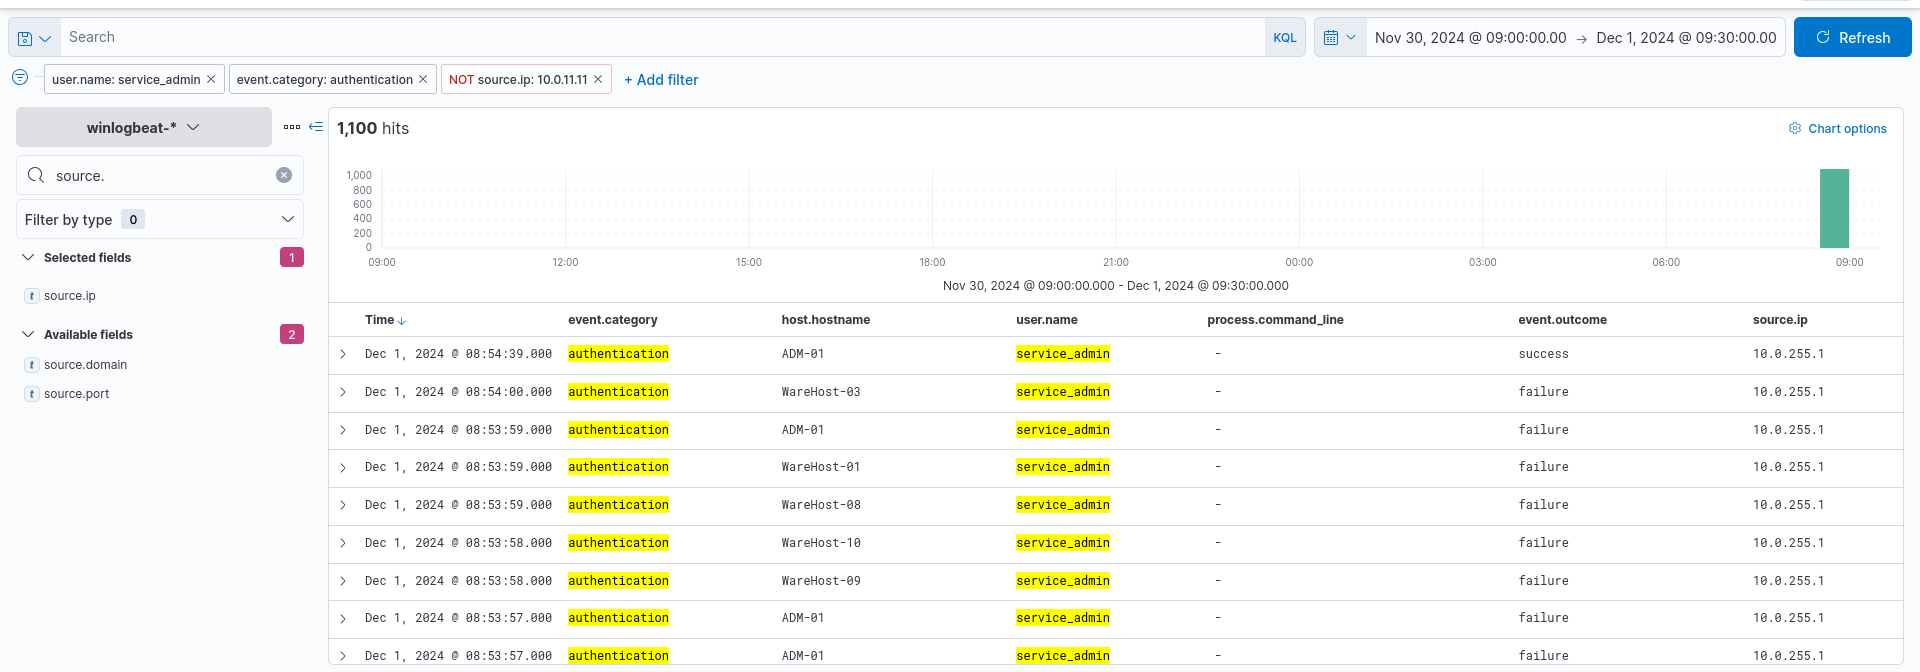 Search KQL Nov 30, 2024 @ 09:00:00.00 → Dec 1, 2024 @ 09:30:00.00 Refresh
user.name: service_admin × event.category: authentication × NOT source.ip: 10.0.11.11 × + Add filter
winlogbeat-*
source.
Filter by type 0
Selected fields 1
t source.ip
Available fields 2
t source.domain
t source.port
1,100 hits
Chart options
1,000
800
600
400
200
0
09:00 12:00 15:00 18:00 21:00 00:00 03:00 06:00 09:00
Nov 30, 2024 @ 09:00:00.000 - Dec 1, 2024 @ 09:30:00.000
Time ↓ event.category host.hostname user.name process.command_line event.outcome source.ip
Dec 1, 2024 @ 08:54:39.000 authentication ADM-01 service_admin - success 10.0.255.1
Dec 1, 2024 @ 08:54:00.000 authentication WareHost-03 service_admin - failure 10.0.255.1
Dec 1, 2024 @ 08:53:59.000 authentication ADM-01 service_admin - failure 10.0.255.1
Dec 1, 2024 @ 08:53:59.000 authentication WareHost-01 service_admin - failure 10.0.255.1
Dec 1, 2024 @ 08:53:59.000 authentication WareHost-08 service_admin - failure 10.0.255.1
Dec 1, 2024 @ 08:53:58.000 authentication WareHost-10 service_admin - failure 10.0.255.1
Dec 1, 2024 @ 08:53:58.000 authentication WareHost-09 service_admin - failure 10.0.255.1
Dec 1, 2024 @ 08:53:57.000 authentication ADM-01 service_admin - failure 10.0.255.1
Dec 1, 2024 @ 08:53:57.000 authentication ADM-01 service_admin - failure 10.0.255.1